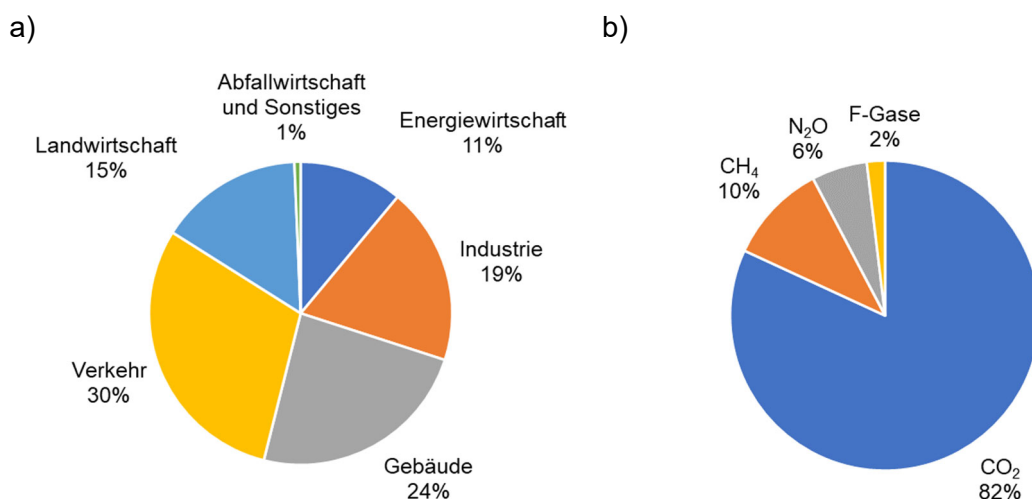 a)
Abfallwirtschaft
und Sonstiges
1%
Energiewirtschaft
11%
Landwirtschaft
15%
Industrie
19%
Verkehr
30%
Gebäude
24%
b)
F-Gase
2%
N₂O
6%
CH₄
10%
CO₂
82%